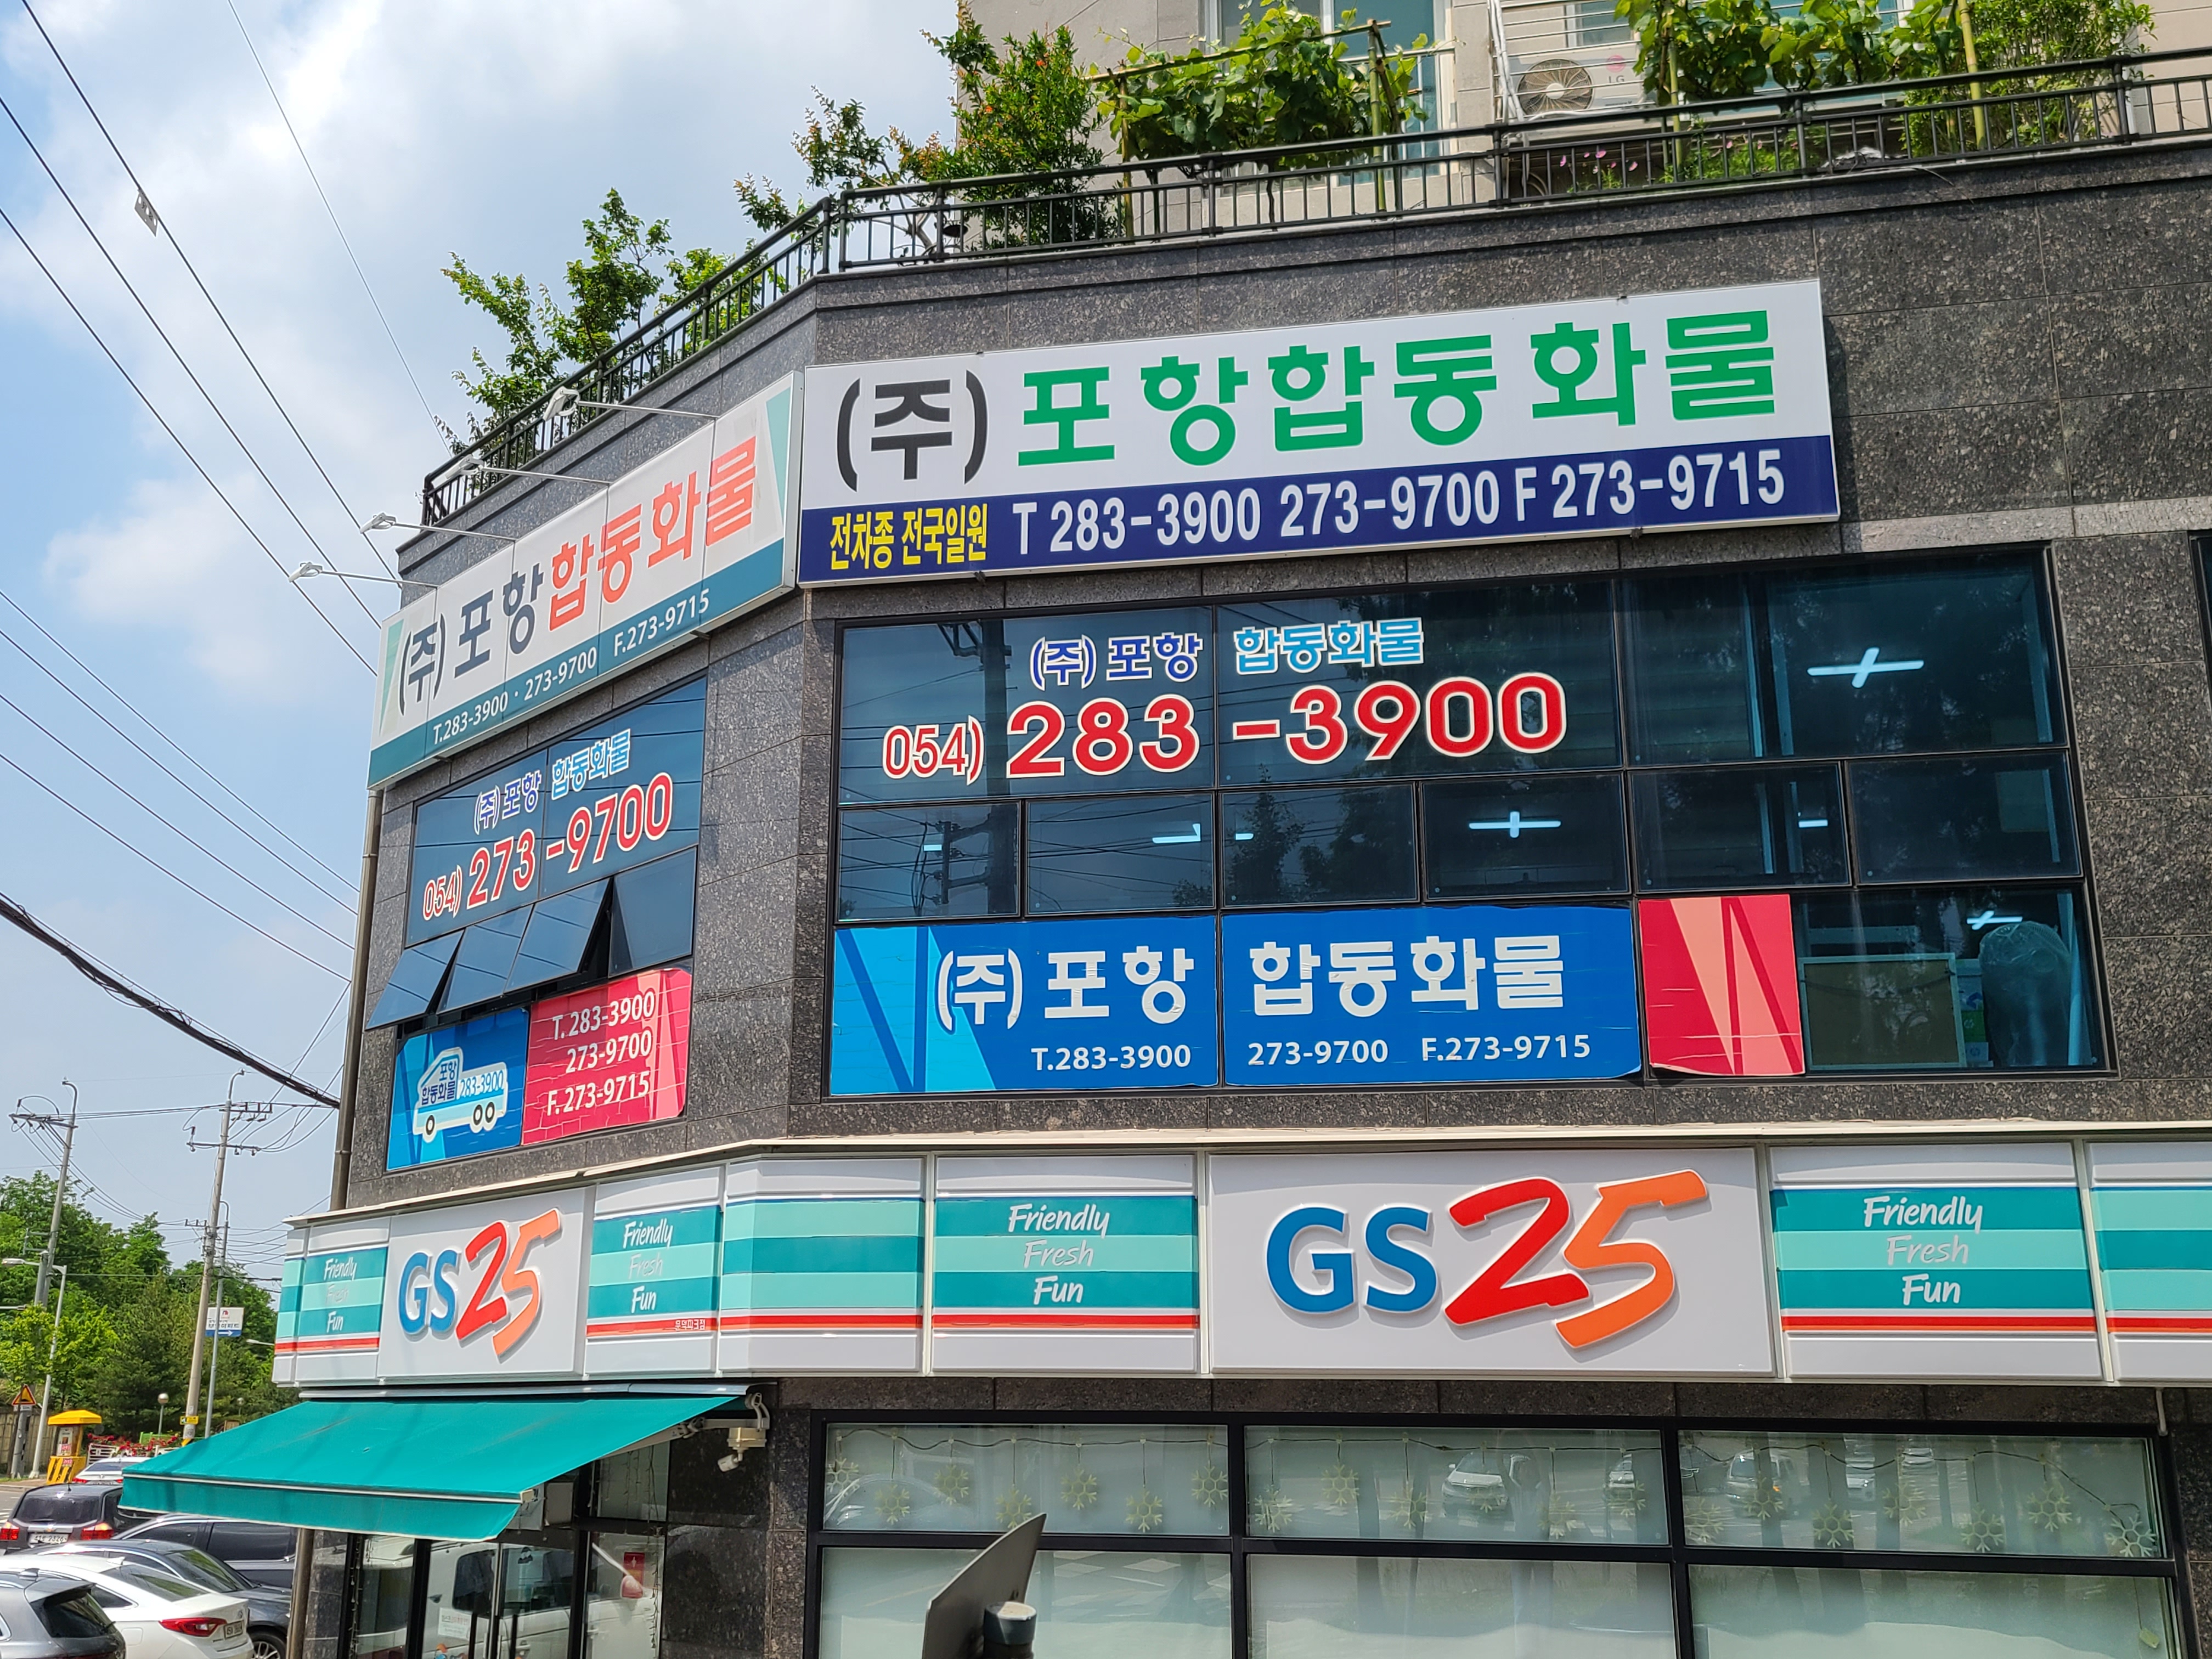 (주)포항합동화물
전차종 전국일원 T 283-3900 273-9700 F 273-9715
(주)포항합동화물
T.283-3900 · 273-9700 F.273-9715
(주)포항 합동화물
054) 283-3900
(주)포항 합동화물
054) 273-9700
(주)포항 합동화물
T.283-3900 273-9700 F.273-9715
T. 283-3900
273-9700
F. 273-9715
포항
합동화물 283-3900
GS25
Friendly
Fresh
Fun
Friendly
Fresh
Fun
Friendly
Fresh
Fun
GS25
Friendly
Fresh
Fun
LG